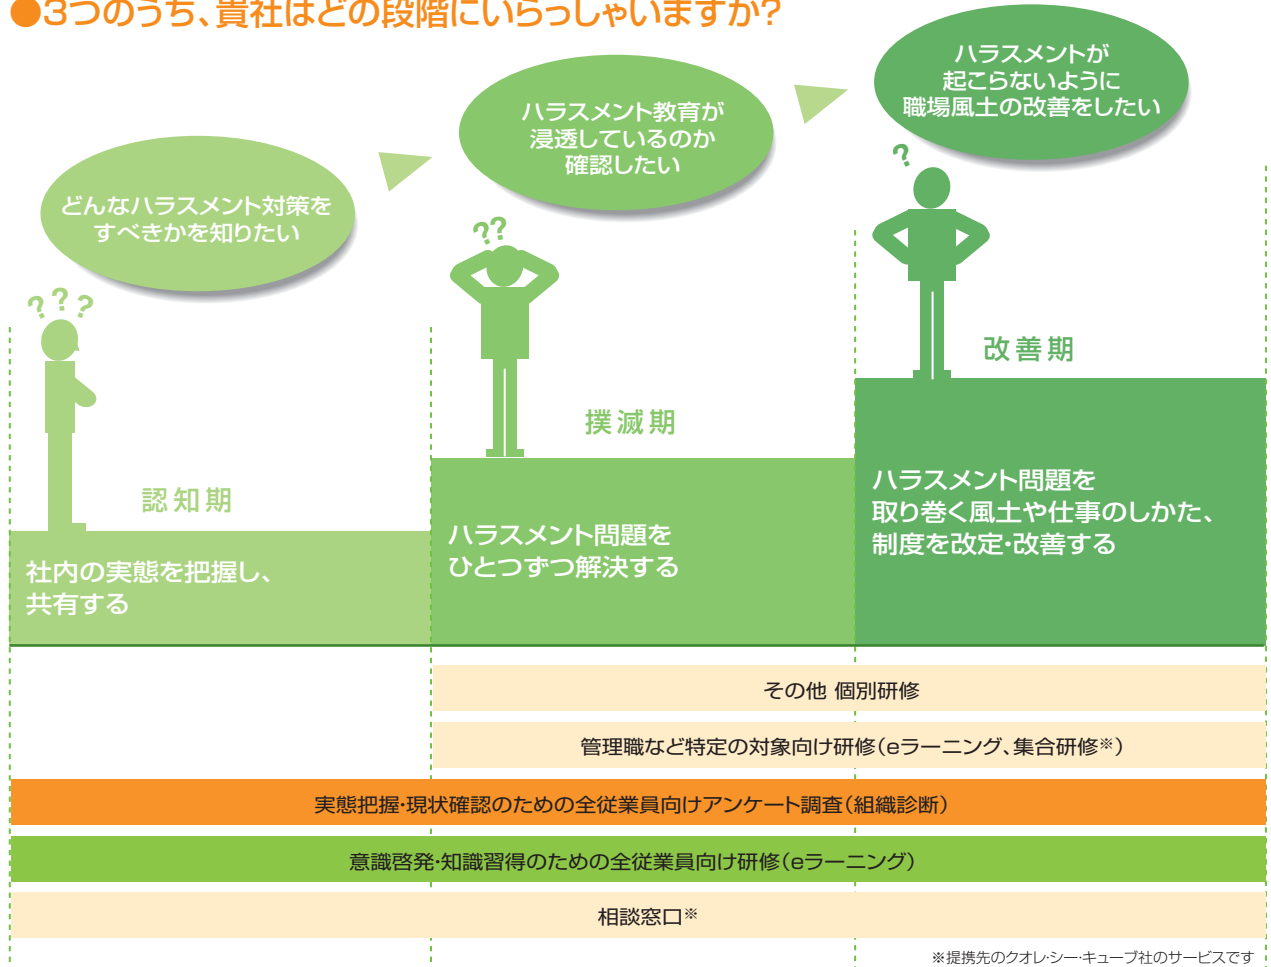 ●3つのうち、貴社はどの段階にいらっしゃいますか?
どんなハラスメント対策を
すべきかを知りたい
ハラスメント教育が
浸透しているのか
確認したい
ハラスメントが
起こらないように
職場風土の改善をしたい
???
??
?
認知期
撲滅期
改善期
社内の実態を把握し、
共有する
ハラスメント問題を
ひとつずつ解決する
ハラスメント問題を
取り巻く風土や仕事のしかた、
制度を改定・改善する
その他 個別研修
管理職など特定の対象向け研修(eラーニング、集合研修※)
実態把握・現状確認のための全従業員向けアンケート調査(組織診断)
意識啓発・知識習得のための全従業員向け研修(eラーニング)
相談窓口※
※提携先のクオレ・シー・キューブ社のサービスです